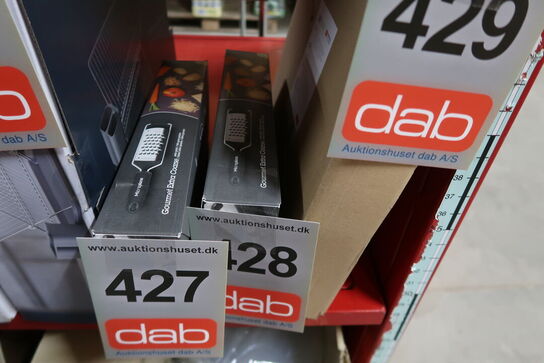 dab
429
dab
Auktionshuset dab A/S
Gourmet Extra Coarse
Gourmet Extra Coarse
www.auktionshuset.dk
427
dab
Auktionshuset dab A/S
www.auktionshuset.dk
428
dab